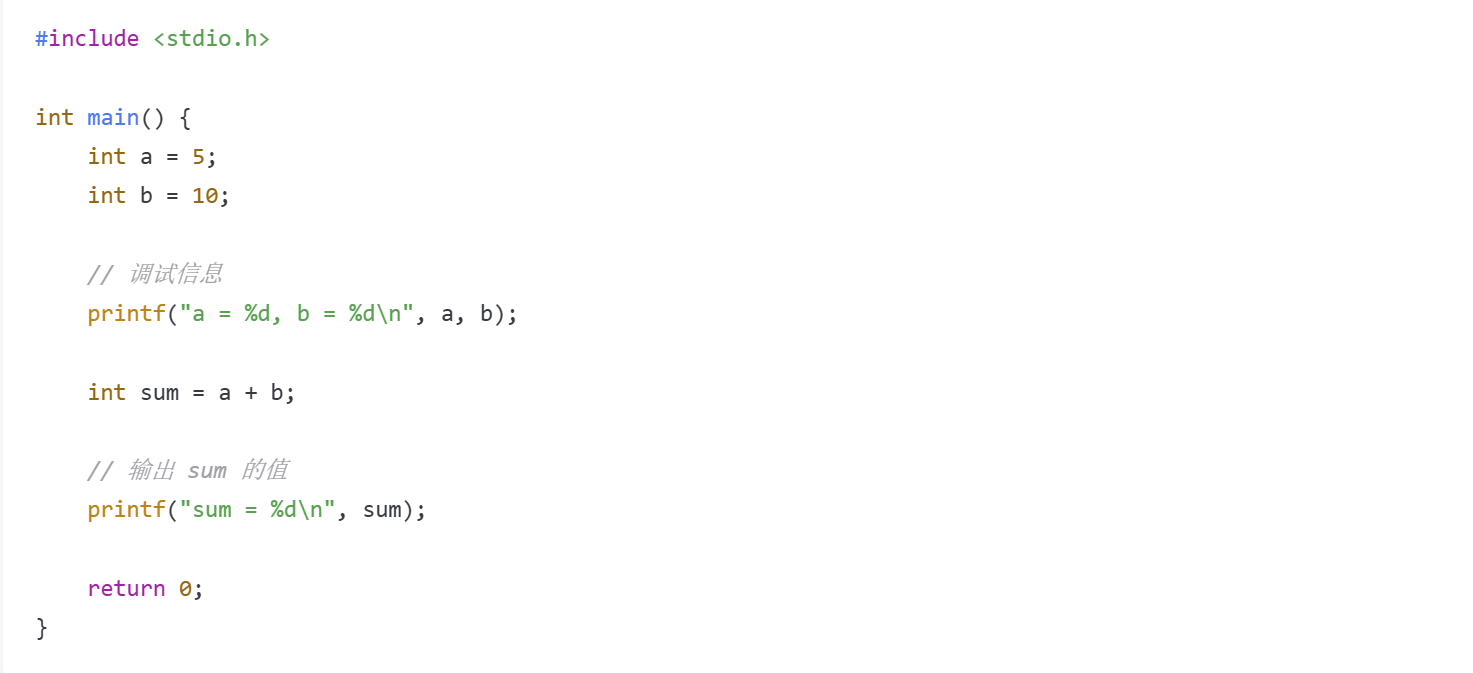 #include <stdio.h>
int main() {
    int a = 5;
    int b = 10;
    // 调试信息
    printf("a = %d, b = %d\n", a, b);
    int sum = a + b;
    // 输出 sum 的值
    printf("sum = %d\n", sum);
    return 0;
}